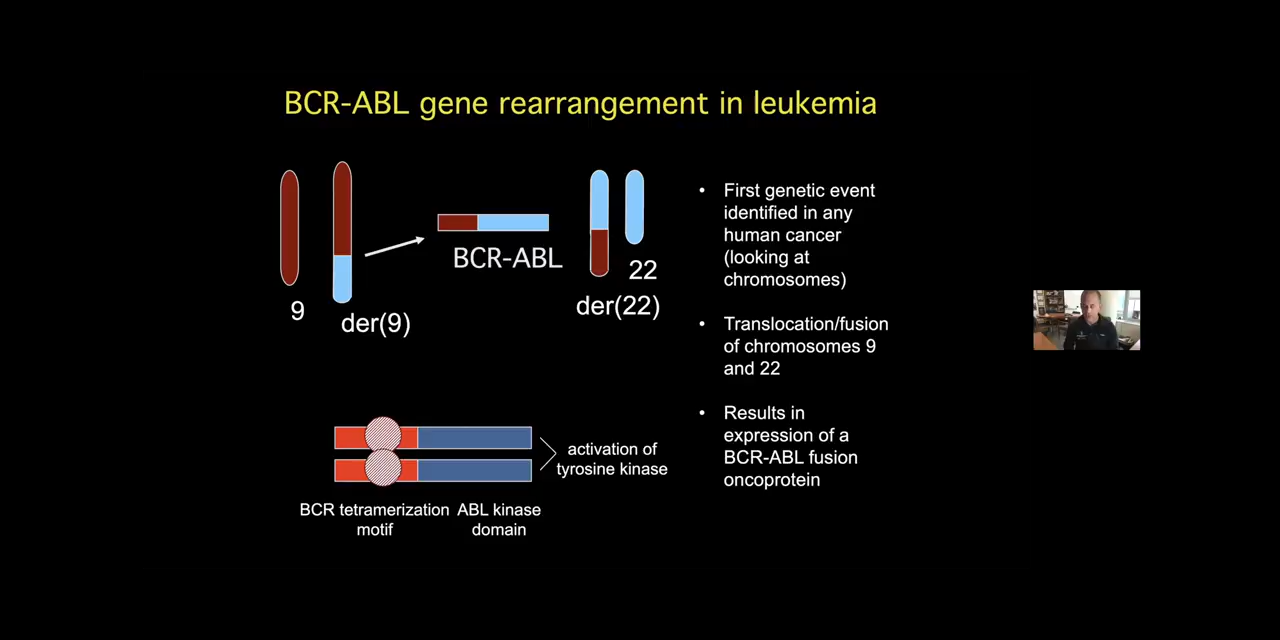 BCR-ABL gene rearrangement in leukemia
9
der(9)
BCR-ABL
der(22)
22
• First genetic event
identified in any
human cancer
(looking at
chromosomes)
• Translocation/fusion
of chromosomes 9
and 22
• Results in
expression of a
BCR-ABL fusion
oncoprotein
activation of
tyrosine kinase
BCR tetramerization
motif
ABL kinase
domain